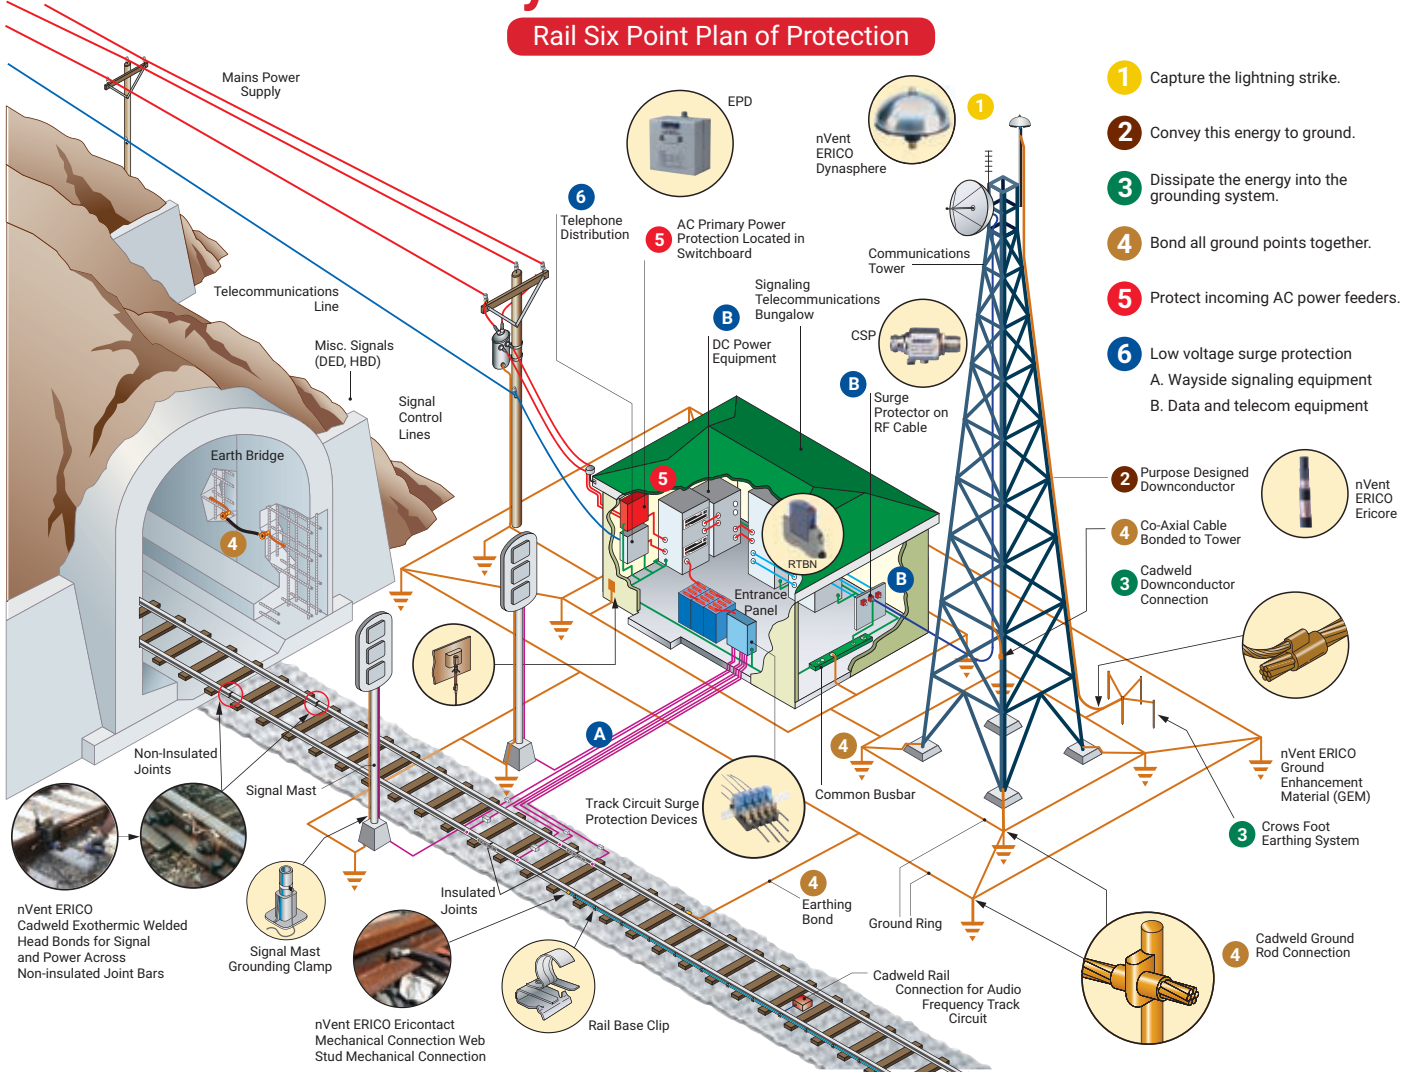 Rail Six Point Plan of Protection
Mains Power
Supply
EPD
nVent
ERICO
Dynasphere
1
1
Capture the lightning strike.
2
Convey this energy to ground.
3
Dissipate the energy into the
grounding system.
4
Bond all ground points together.
5
Protect incoming AC power feeders.
6
Low voltage surge protection
A. Wayside signaling equipment
B. Data and telecom equipment
6
Telephone
Distribution
5
AC Primary Power
Protection Located in
Switchboard
Communications
Tower
Telecommunications
Line
Signaling
Telecommunications
Bungalow
B
DC Power
Equipment
CSP
Misc. Signals
(DED, HBD)
B
Surge
Protector on
RF Cable
Signal
Control
Lines
Earth Bridge
4
5
RTBN
B
Entrance
Panel
2
Purpose Designed
Downconductor
nVent
ERICO
Ericore
4
Co-Axial Cable
Bonded to Tower
3
Cadweld
Downconductor
Connection
Non-Insulated
Joints
A
4
Signal Mast
Track Circuit Surge
Protection Devices
Common Busbar
nVent ERICO
Ground
Enhancement
Material (GEM)
3
Crows Foot
Earthing System
Insulated
Joints
4
Earthing
Bond
Ground Ring
nVent ERICO
Cadweld Exothermic Welded
Head Bonds for Signal
and Power Across
Non-insulated Joint Bars
Signal Mast
Grounding Clamp
4
Cadweld Ground
Rod Connection
Cadweld Rail
Connection for Audio
Frequency Track
Circuit
Rail Base Clip
nVent ERICO Ericontact
Mechanical Connection Web
Stud Mechanical Connection